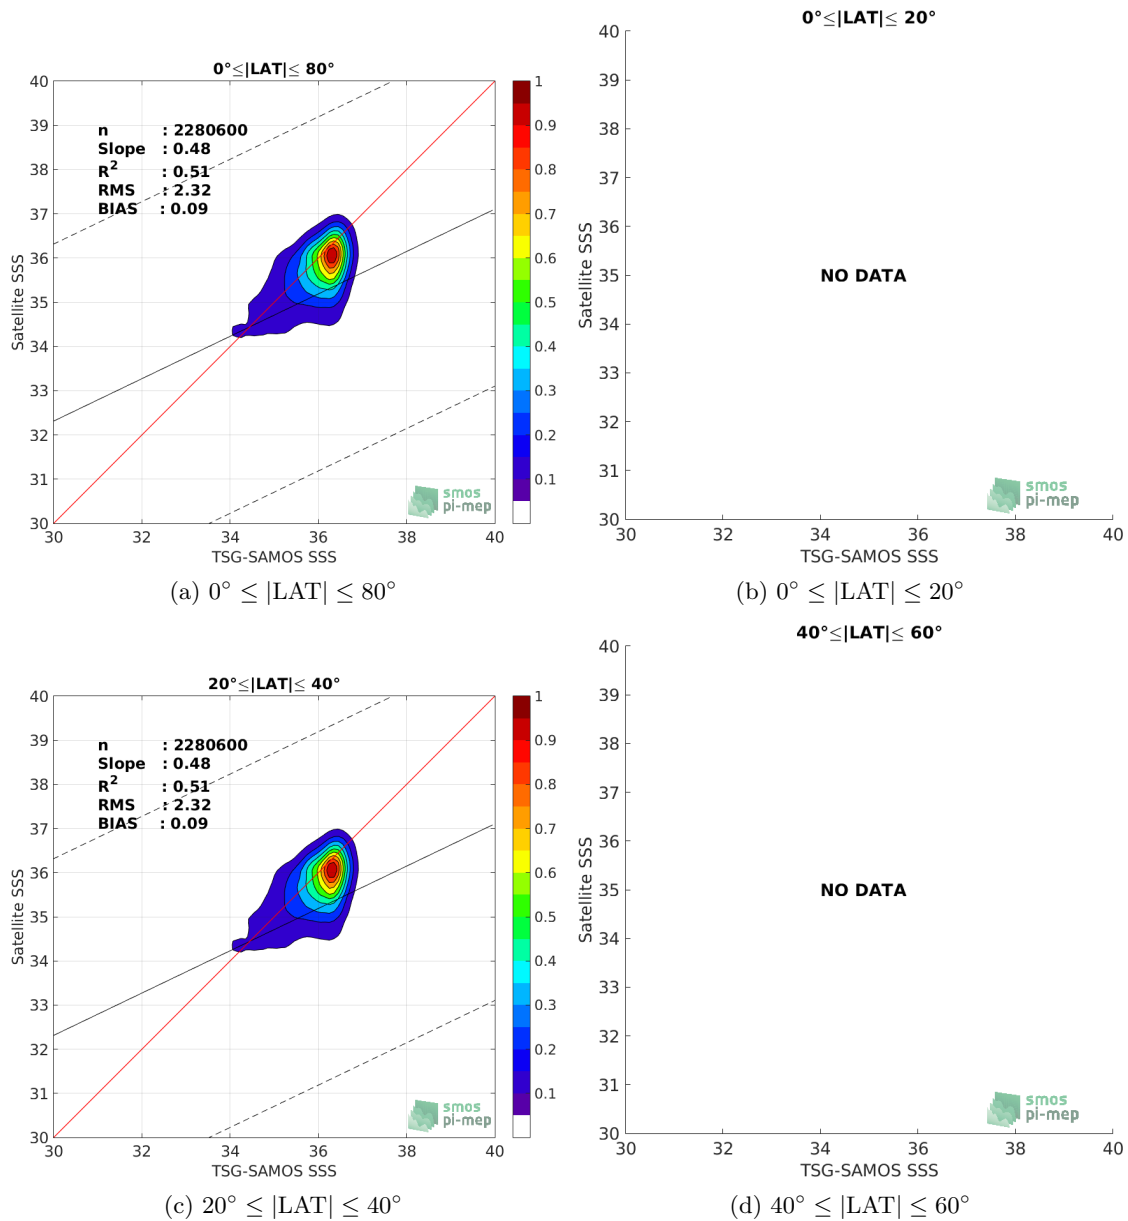 0°≤|LAT|≤ 80°
40
39
38
37
36
35
34
33
32
31
30
n : 2280600
Slope : 0.48
R² : 0.51
RMS : 2.32
BIAS : 0.09
1
0.9
0.8
0.7
0.6
0.5
0.4
0.3
0.2
0.1
Satellite SSS
smos
pi-mep
30 32 34 36 38 40
TSG-SAMOS SSS
(a) 0° ≤ |LAT| ≤ 80°
0°≤|LAT|≤ 20°
40
39
38
37
36
35
34
33
32
31
30
Satellite SSS
NO DATA
smos
pi-mep
30 32 34 36 38 40
TSG-SAMOS SSS
(b) 0° ≤ |LAT| ≤ 20°
20°≤|LAT|≤ 40°
40
39
38
37
36
35
34
33
32
31
30
n : 2280600
Slope : 0.48
R² : 0.51
RMS : 2.32
BIAS : 0.09
1
0.9
0.8
0.7
0.6
0.5
0.4
0.3
0.2
0.1
Satellite SSS
smos
pi-mep
30 32 34 36 38 40
TSG-SAMOS SSS
(c) 20° ≤ |LAT| ≤ 40°
40°≤|LAT|≤ 60°
40
39
38
37
36
35
34
33
32
31
30
Satellite SSS
NO DATA
smos
pi-mep
30 32 34 36 38 40
TSG-SAMOS SSS
(d) 40° ≤ |LAT| ≤ 60°